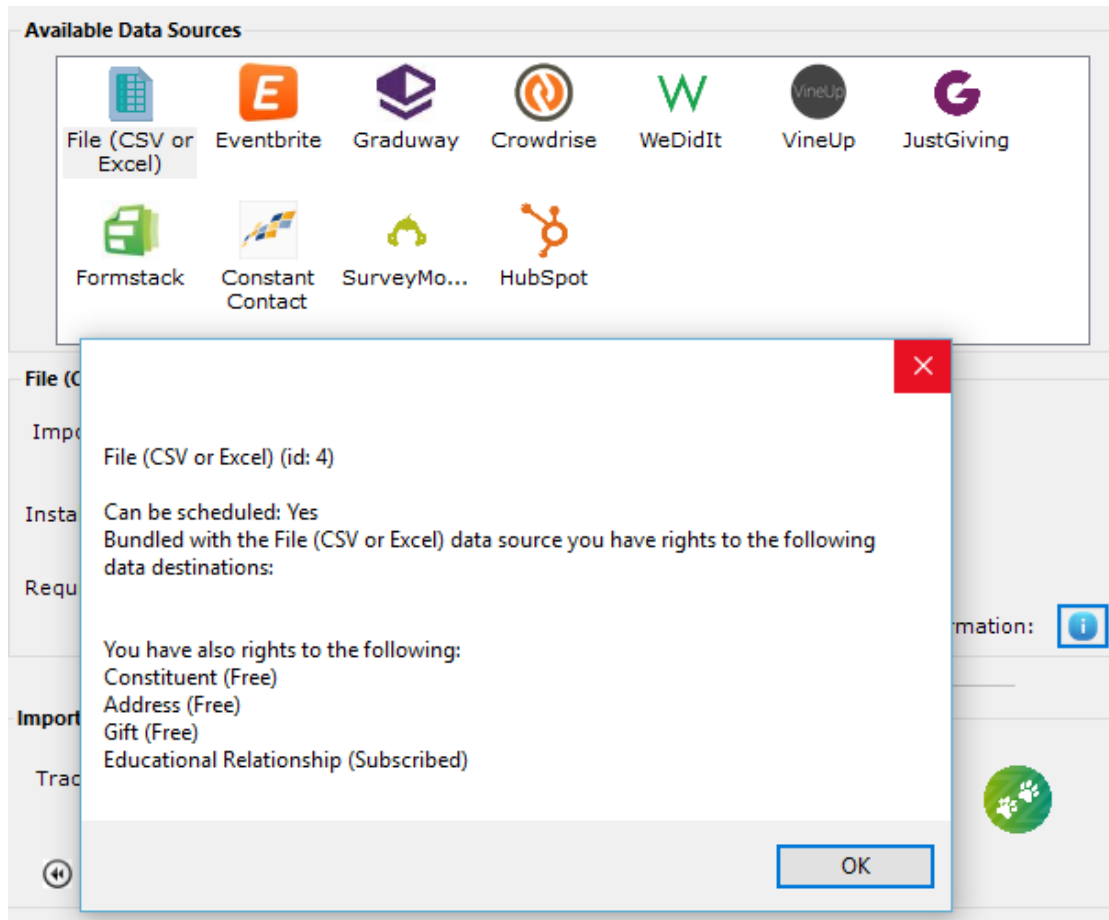 Available Data Sources
VineUp
File (CSV or Excel)
Eventbrite
Graduway
Crowdrise
WeDidIt
VineUp
JustGiving
Formstack
Constant Contact
SurveyMo...
HubSpot
File (C
Impo
File (CSV or Excel) (id: 4)
Insta
Can be scheduled: Yes
Bundled with the File (CSV or Excel) data source you have rights to the following
data destinations:
Requ
rmation:
You have also rights to the following:
Constituent (Free)
Address (Free)
Import
Gift (Free)
Educational Relationship (Subscribed)
Trac
OK